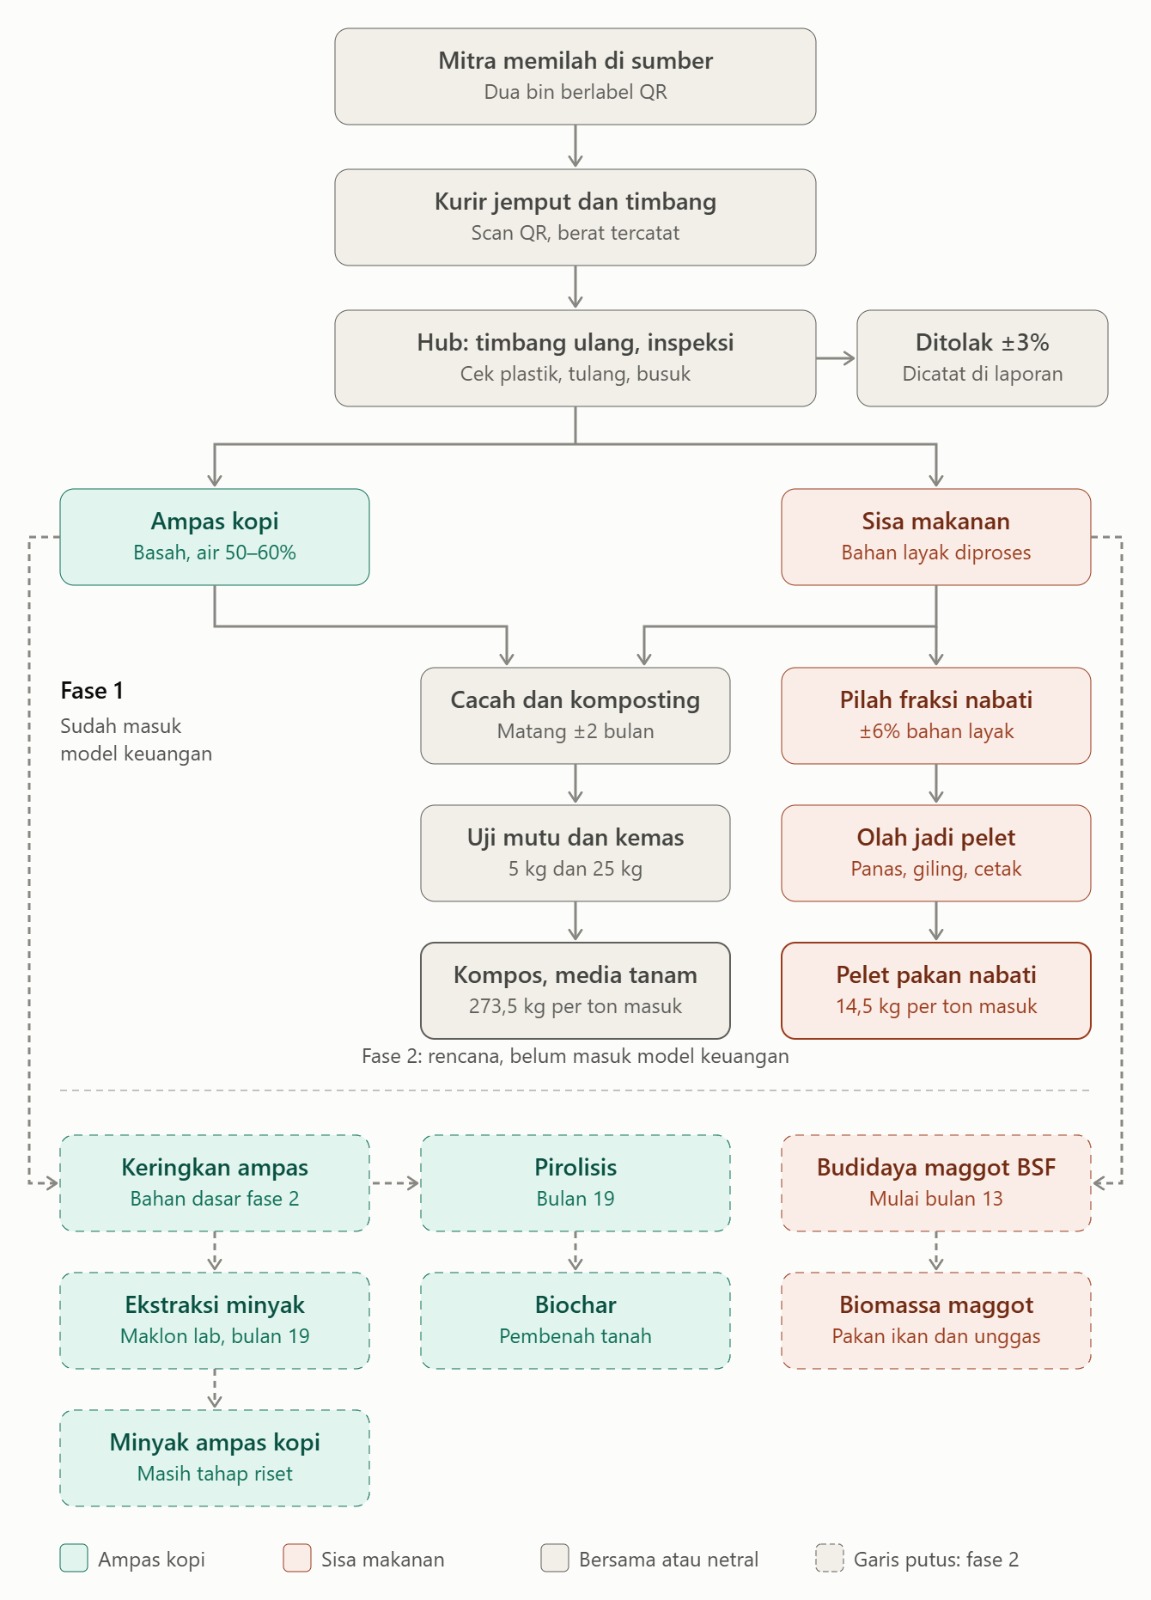 Mitra memilah di sumber
Dua bin berlabel QR
Kurir jemput dan timbang
Scan QR, berat tercatat
Hub: timbang ulang, inspeksi
Cek plastik, tulang, busuk
Ditolak ±3%
Dicatat di laporan
Ampas kopi
Basah, air 50–60%
Sisa makanan
Bahan layak diproses
Fase 1
Sudah masuk
model keuangan
Cacah dan komposting
Matang ±2 bulan
Pilah fraksi nabati
±6% bahan layak
Uji mutu dan kemas
5 kg dan 25 kg
Olah jadi pelet
Panas, giling, cetak
Kompos, media tanam
273,5 kg per ton masuk
Pelet pakan nabati
14,5 kg per ton masuk
Fase 2: rencana, belum masuk model keuangan
Keringkan ampas
Bahan dasar fase 2
Pirolisis
Bulan 19
Budidaya maggot BSF
Mulai bulan 13
Ekstraksi minyak
Maklon lab, bulan 19
Biochar
Pembenah tanah
Biomassa maggot
Pakan ikan dan unggas
Minyak ampas kopi
Masih tahap riset
Ampas kopi
Sisa makanan
Bersama atau netral
Garis putus: fase 2